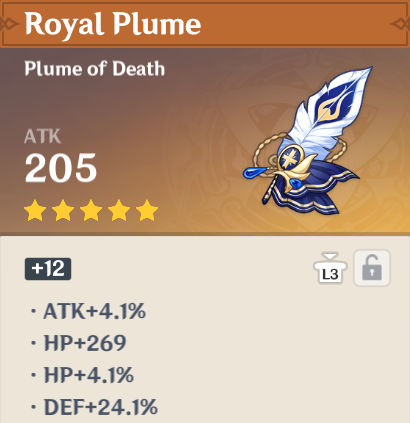 Royal Plume
Plume of Death
ATK
205
+12
L3
· ATK+4.1%
· HP+269
· HP+4.1%
· DEF+24.1%